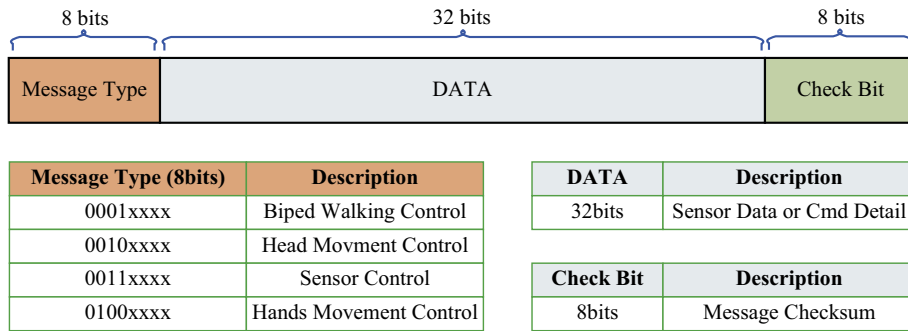 8 bits 32 bits 8 bits
Message Type DATA Check Bit
Message Type (8bits) Description
0001xxxx Biped Walking Control
0010xxxx Head Movment Control
0011xxxx Sensor Control
0100xxxx Hands Movement Control
DATA Description
32bits Sensor Data or Cmd Detail
Check Bit Description
8bits Message Checksum